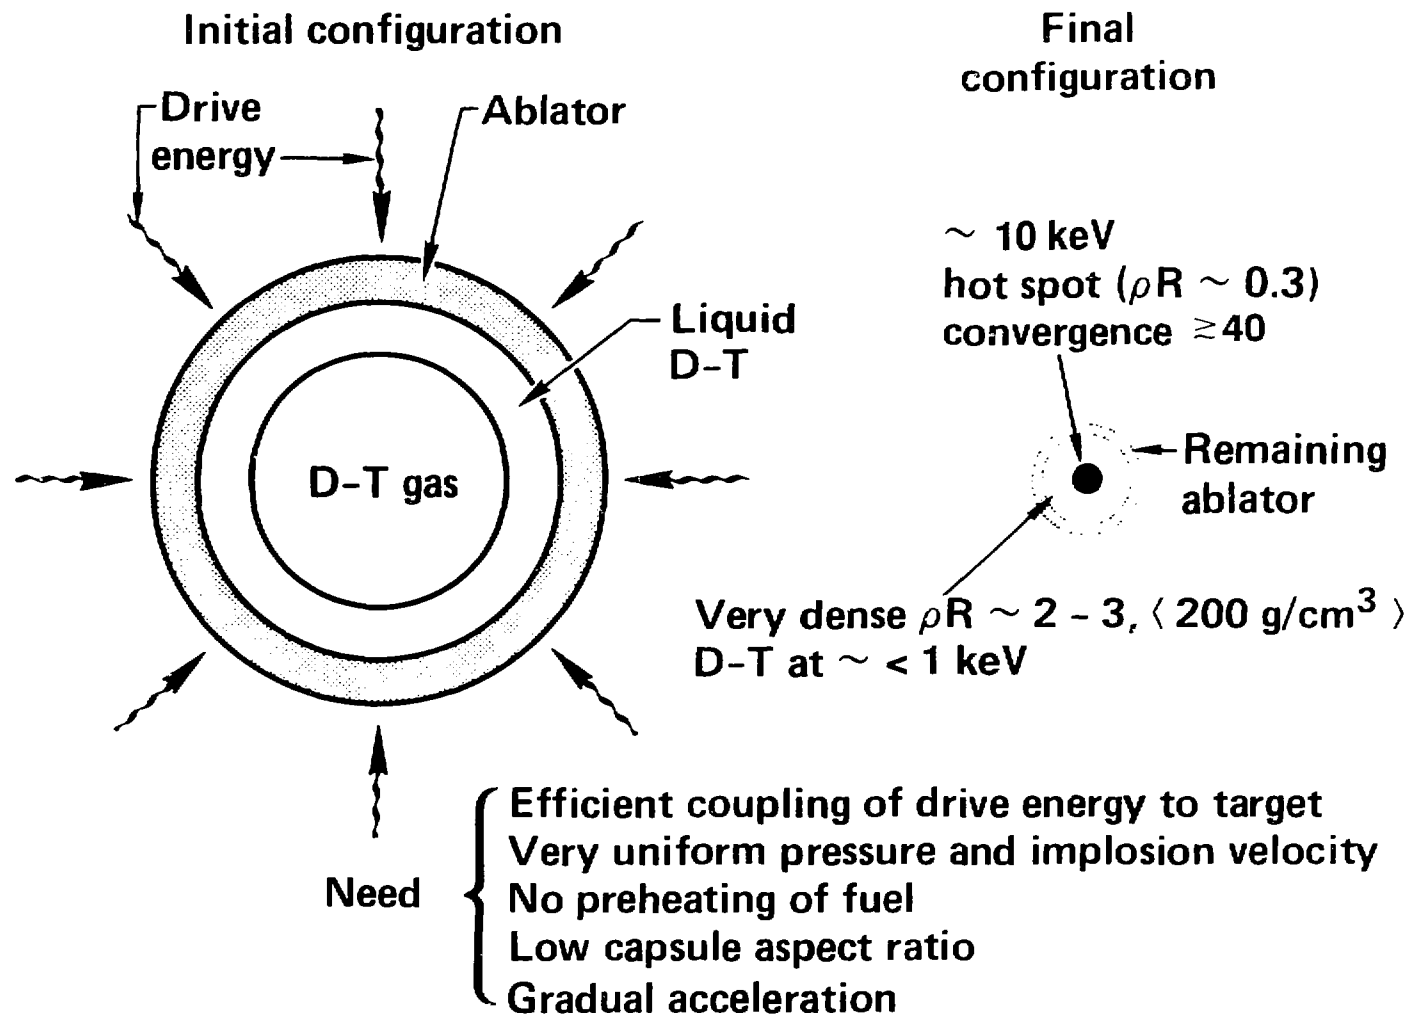 Initial configuration
Drive
energy
Ablator
Liquid
D-T
D-T gas
Final
configuration
~ 10 keV
hot spot (ρR ~ 0.3)
convergence ≳40
Remaining
ablator
Very dense ρR ~ 2 - 3, ⟨ 200 g/cm³ ⟩
D-T at ~ < 1 keV
Need
Efficient coupling of drive energy to target
Very uniform pressure and implosion velocity
No preheating of fuel
Low capsule aspect ratio
Gradual acceleration